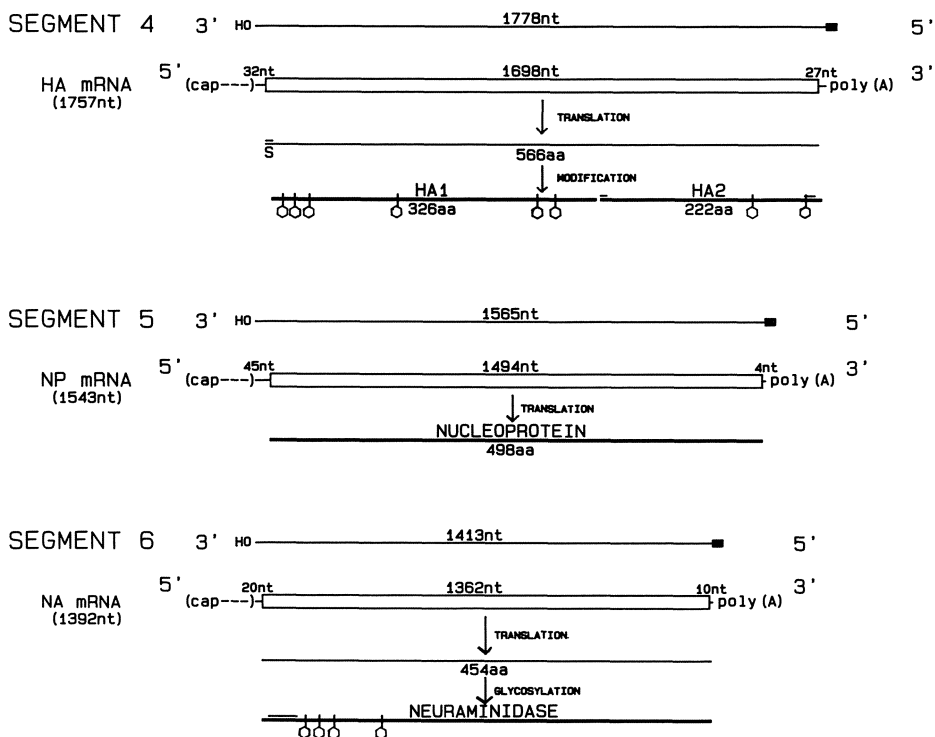 SEGMENT 4 3' HO 1778nt 5'
HA mRNA 5' (cap---) 32nt 1698nt 27nt poly(A) 3'
(1757nt)
TRANSLATION
S 566aa
MODIFICATION
HA1 HA2
326aa 222aa
SEGMENT 5 3' HO 1565nt 5'
NP mRNA 5' (cap---) 45nt 1494nt 4nt poly(A) 3'
(1543nt)
TRANSLATION
NUCLEOPROTEIN
498aa
SEGMENT 6 3' HO 1413nt 5'
NA mRNA 5' (cap---) 20nt 1362nt 10nt poly(A) 3'
(1392nt)
TRANSLATION.
454aa
GLYCOSYLATION
NEURAMINIDASE